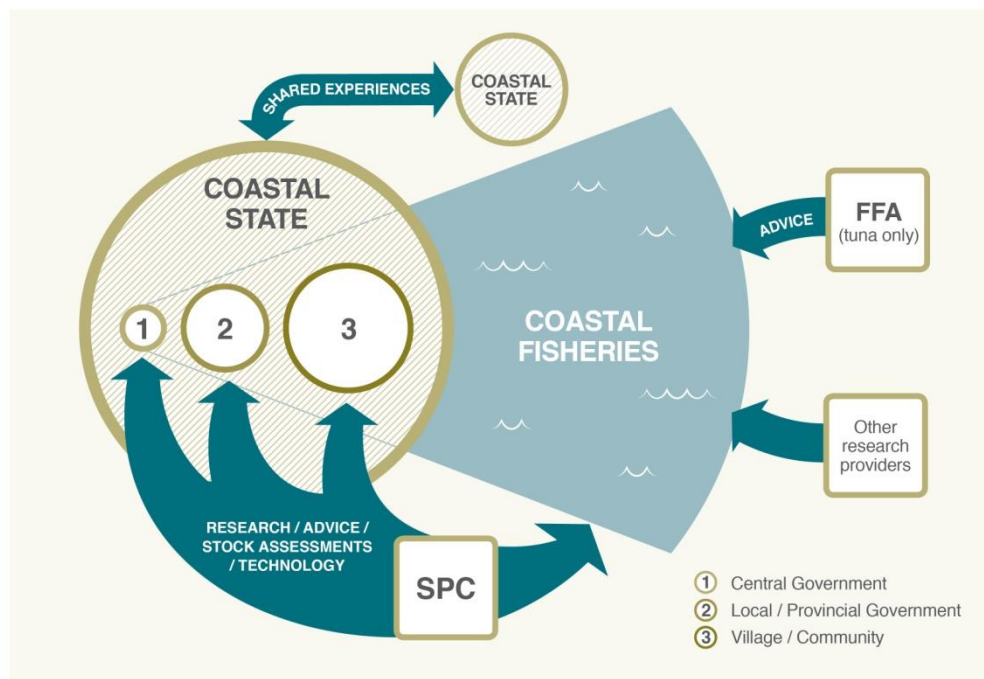 SHARED EXPERIENCES
COASTAL
STATE
COASTAL
STATE
1
2
3
COASTAL
FISHERIES
ADVICE
FFA
(tuna only)
Other
research
providers
RESEARCH / ADVICE /
STOCK ASSESSMENTS
/ TECHNOLOGY
SPC
1 Central Government
2 Local / Provincial Government
3 Village / Community